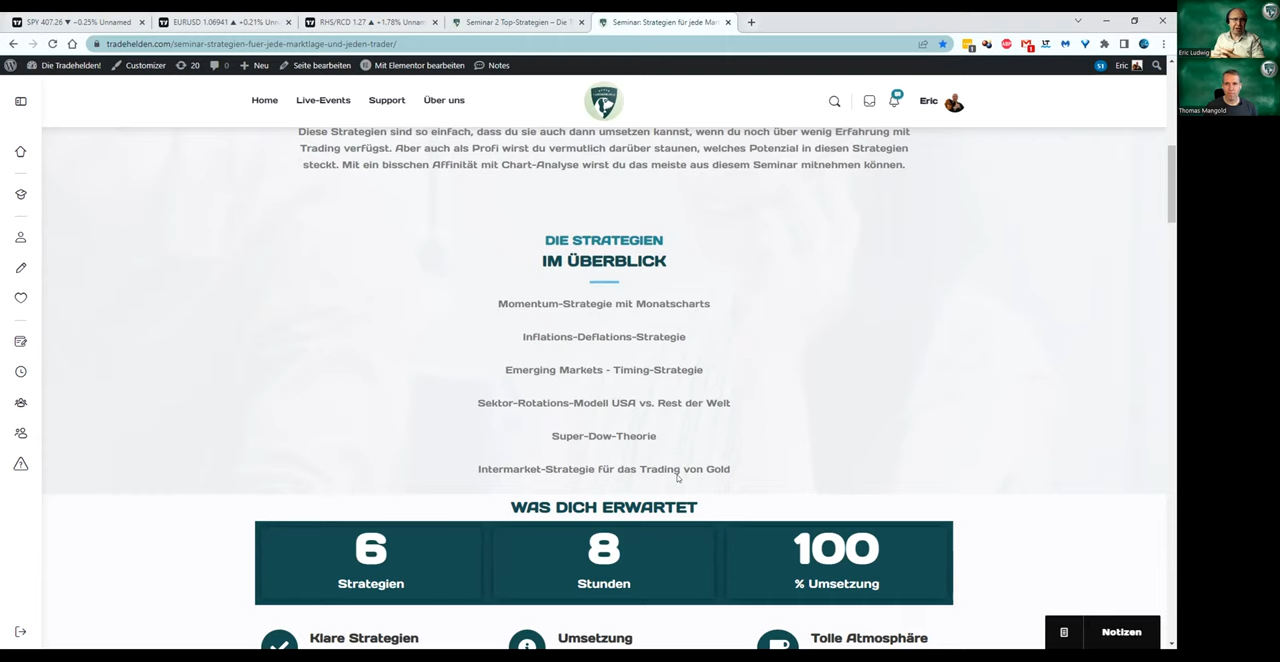 SPY 407.26 ▼ −0.25% Unnamed
EURUSD 1.06941 ▲ +0.21% Unn
RHS/RCD 1.27 ▲ +1.78% Unnam
Seminar 2 Top-Strategien – Die T
Seminar: Strategien für jede Mar
tradehelden.com/seminar-strategien-fuer-jede-marktlage-und-jeden-trader/
Die Tradehelden!
Customizer
20
0
Neu
Seite bearbeiten
Mit Elementor bearbeiten
Notes
51
Eric
Home
Live-Events
Support
Über uns
Eric
Diese Strategien sind so einfach, dass du sie auch dann umsetzen kannst, wenn du noch über wenig Erfahrung mit
Trading verfügst. Aber auch als Profi wirst du vermutlich darüber staunen, welches Potenzial in diesen Strategien
steckt. Mit ein bisschen Affinität mit Chart-Analyse wirst du das meiste aus diesem Seminar mitnehmen können.
DIE STRATEGIEN
IM ÜBERBLICK
Momentum-Strategie mit Monatscharts
Inflations-Deflations-Strategie
Emerging Markets - Timing-Strategie
Sektor-Rotations-Modell USA vs. Rest der Welt
Super-Dow-Theorie
Intermarket-Strategie für das Trading von Gold
WAS DICH ERWARTET
6
Strategien
8
Stunden
100
% Umsetzung
Klare Strategien
Umsetzung
Tolle Atmosphäre
Notizen
Eric Ludwig
Thomas Mangold